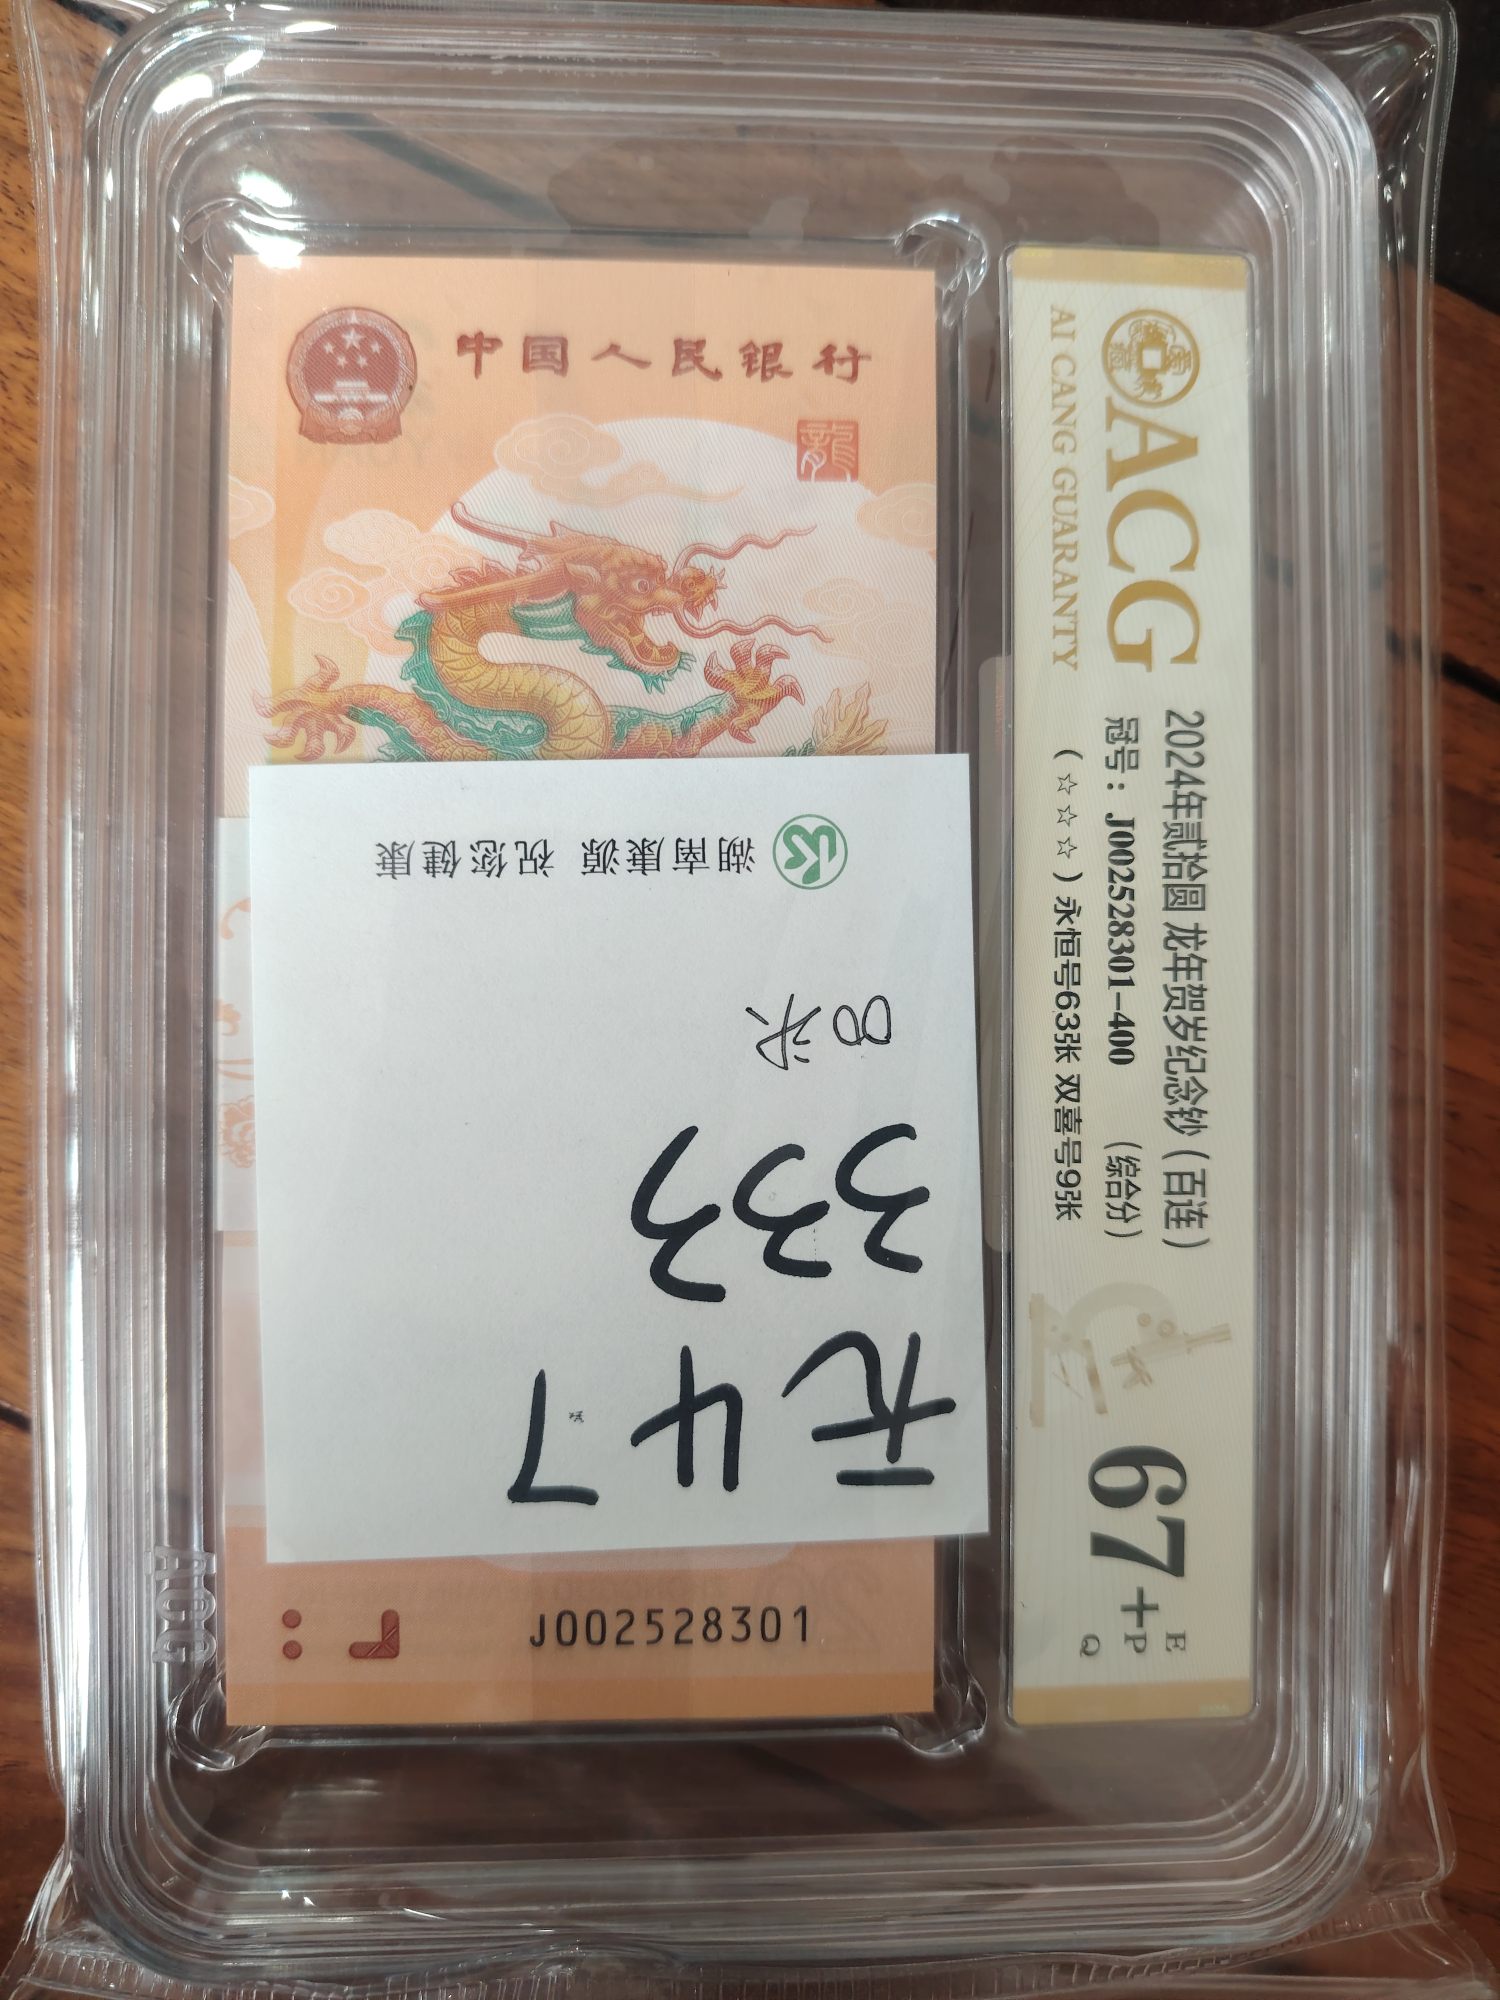 中国人民银行
龍
J002528301
无47
333
湖南康源 祝您健康
ACG
AI CANG GUARANTY
2024年贰拾圆 龙年贺岁纪念钞（百连）
冠号：J002528301-400 （综合分）
（☆☆☆）永恒号63张 双喜号9张
67+
E
P
Q
ACG